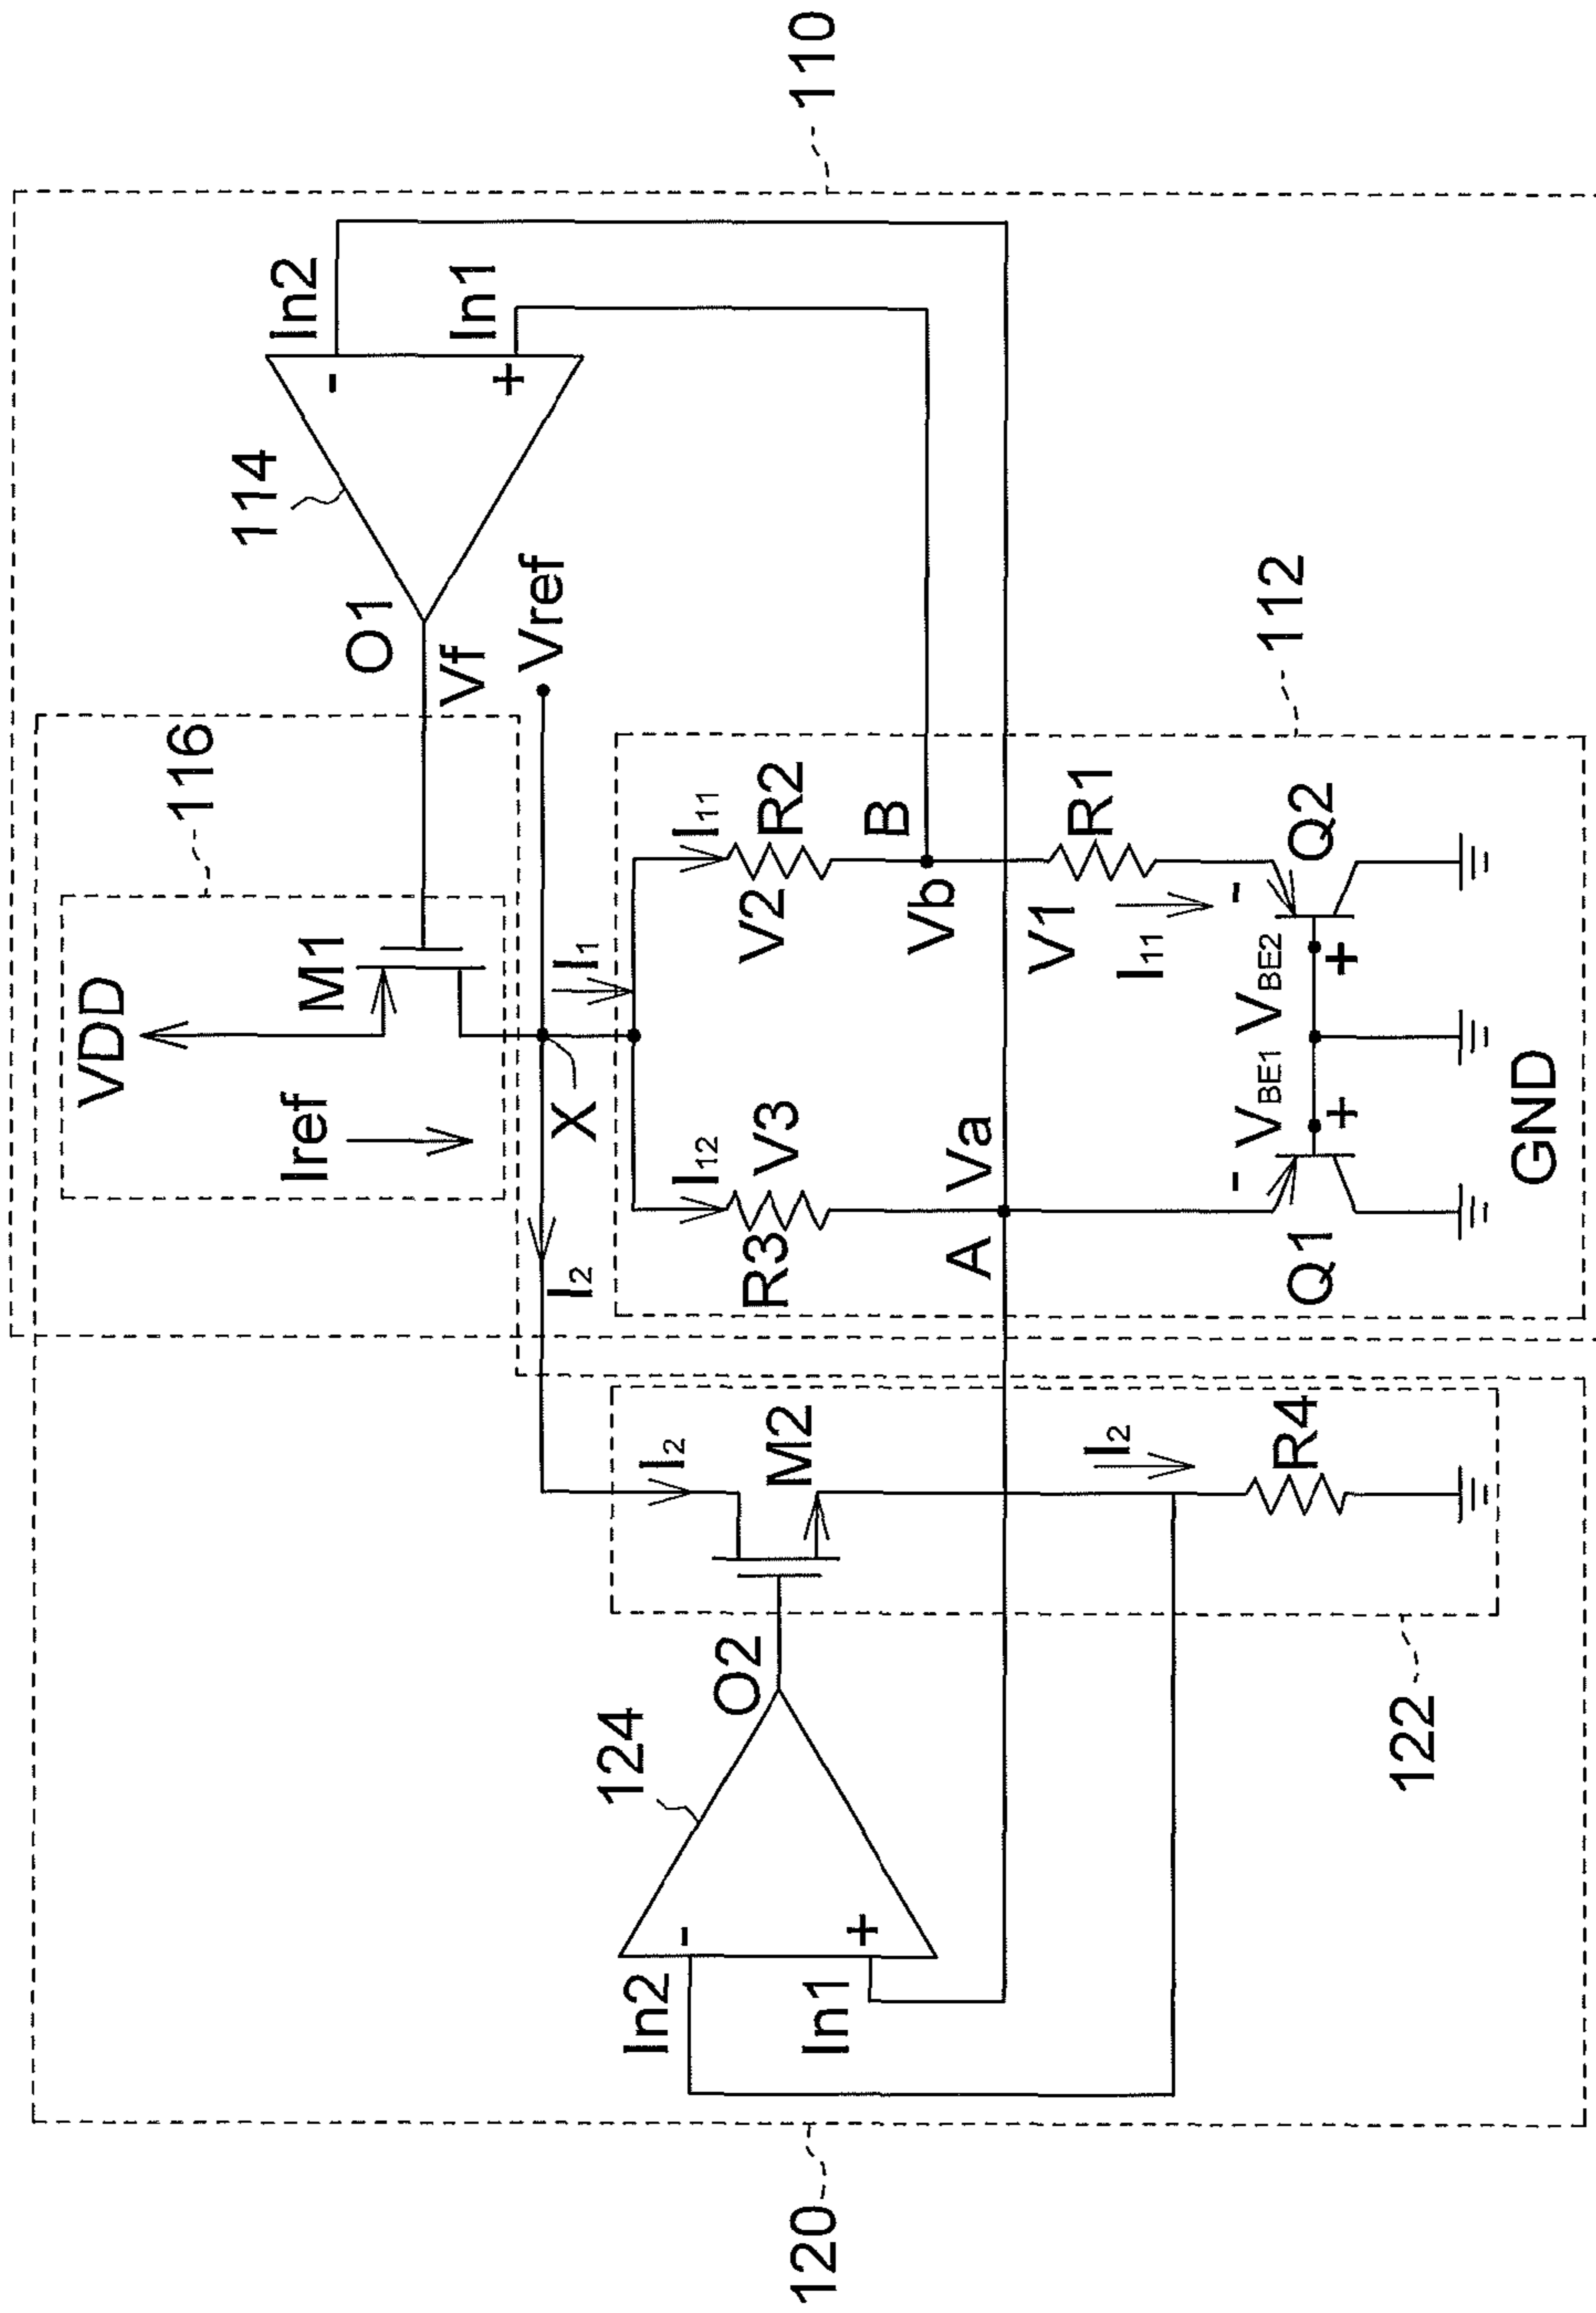 110
In2
In1
114
O1
Vf
Vref
116
112
VDD
M1
Iref
I1
X
I11
R2
V2
B
Vb
R1
V1
I11
Q2
VBE2
I12
V3
R3
A
Va
VBE1
Q1
GND
-
+
-
+
-
+
I2
I2
M2
I2
R4
O2
124
122
-
+
In2
In1
120